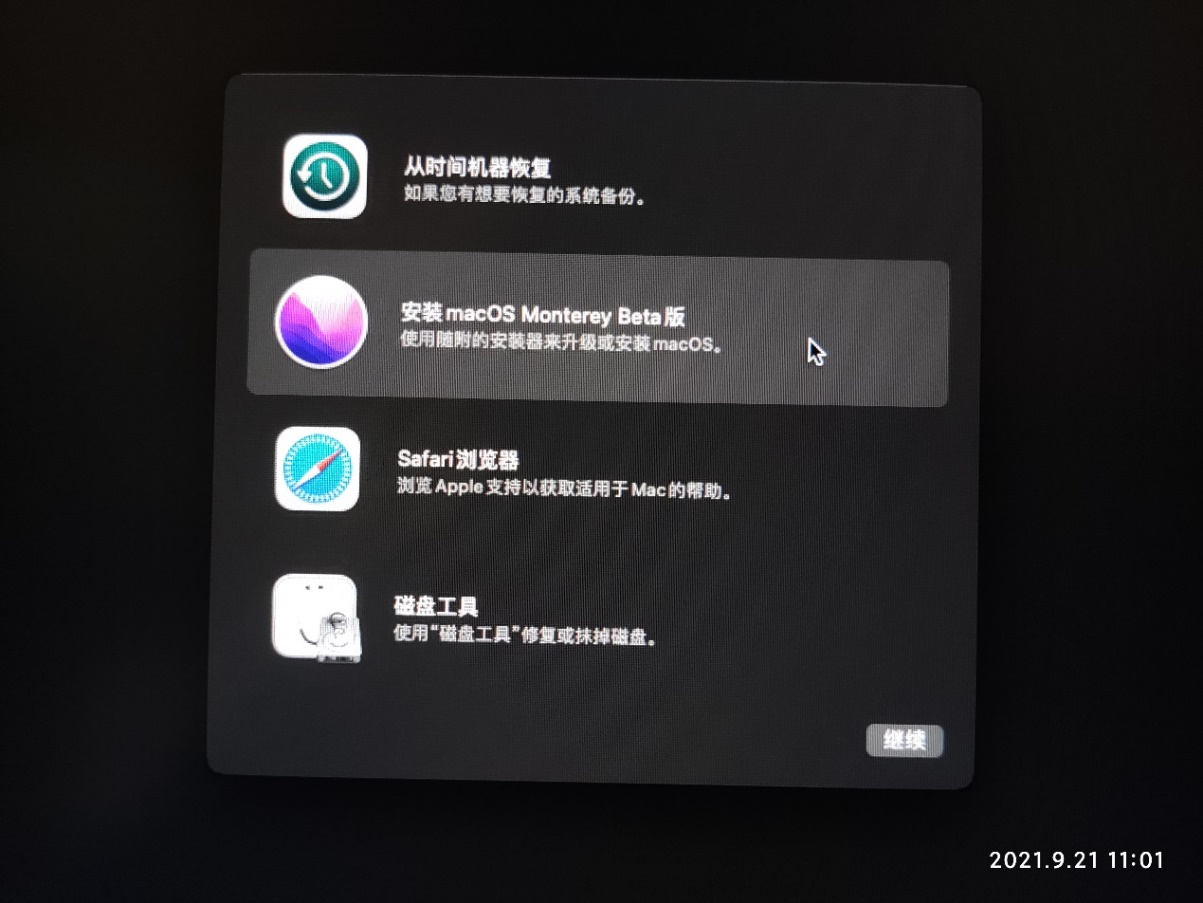 从时间机器恢复
如果您有想要恢复的系统备份。
安装 macOS Monterey Beta 版
使用随附的安装器来升级或安装 macOS。
Safari 浏览器
浏览 Apple 支持以获取适用于 Mac 的帮助。
磁盘工具
使用“磁盘工具”修复或抹掉磁盘。
继续
2021.9.21 11:01